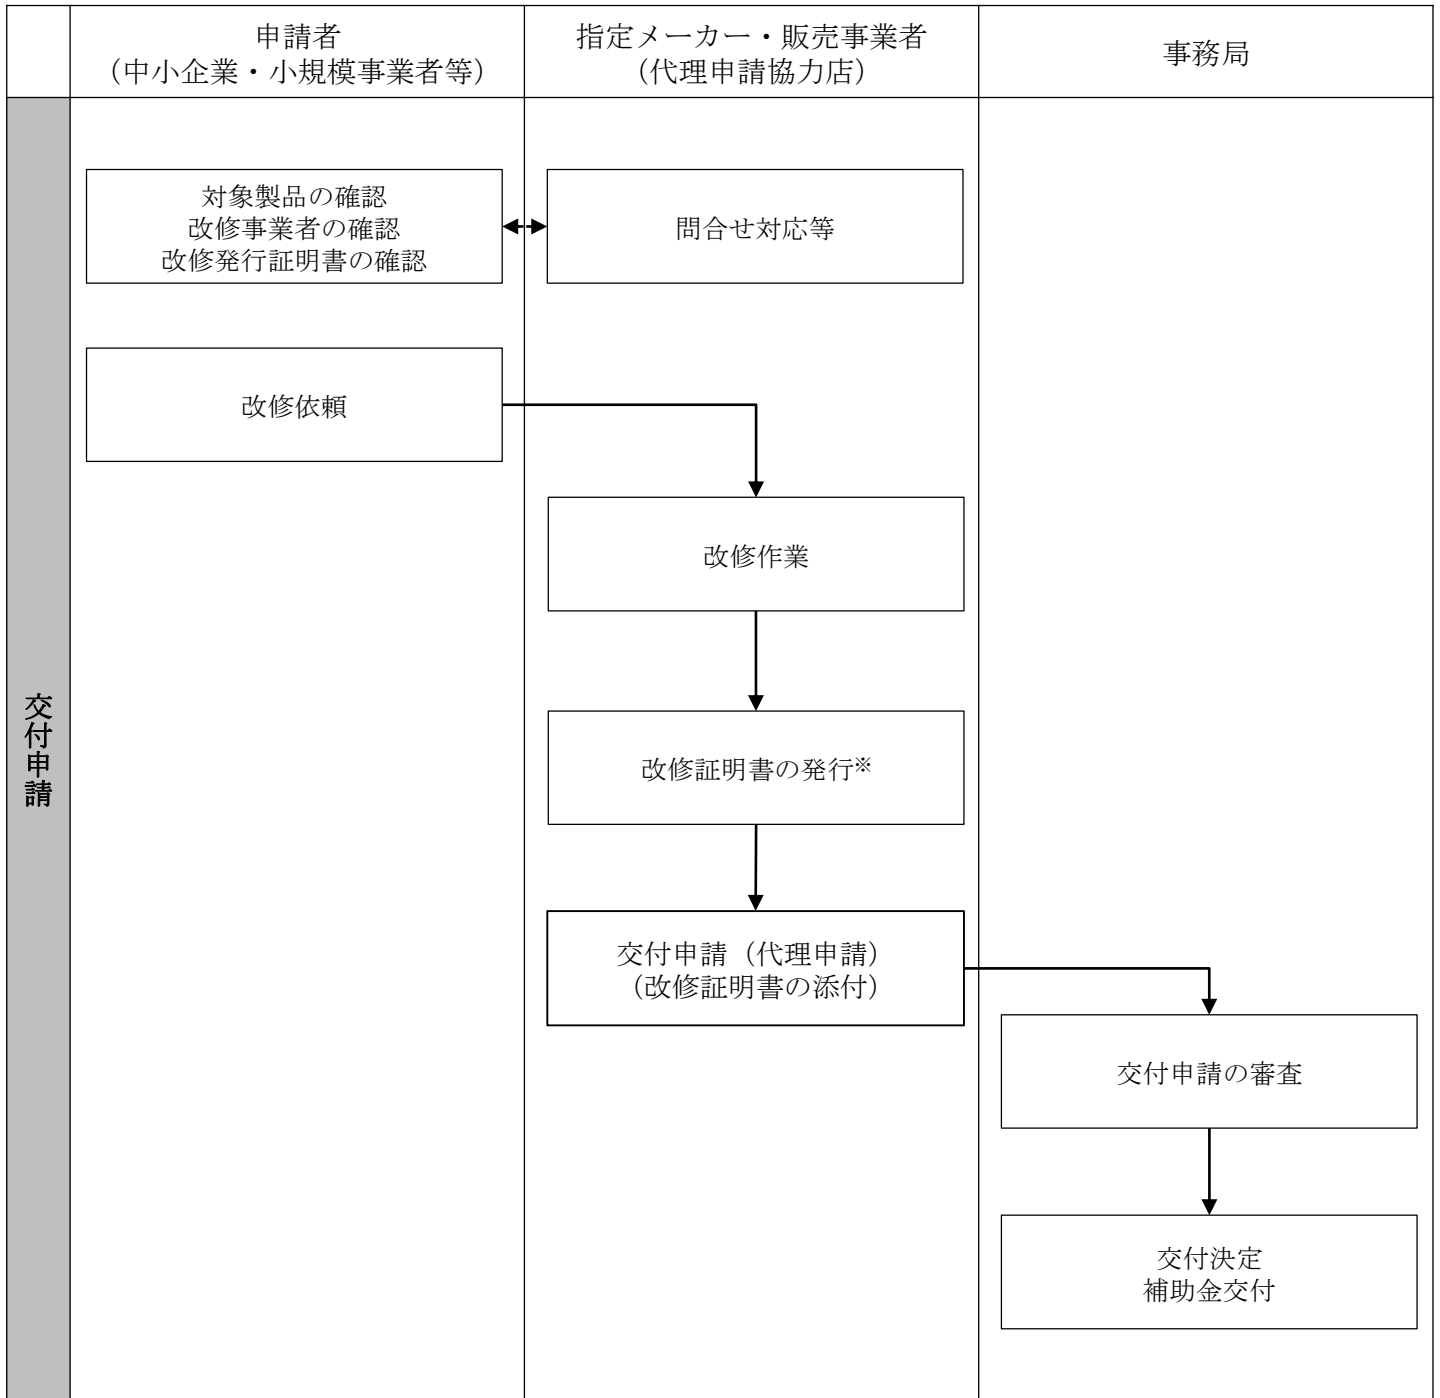 申請者
（中小企業・小規模事業者等）
指定メーカー・販売事業者
（代理申請協力店）
事務局
交付申請
対象製品の確認
改修事業者の確認
改修発行証明書の確認
問合せ対応等
改修依頼
改修作業
改修証明書の発行※
交付申請（代理申請）
（改修証明書の添付）
交付申請の審査
交付決定
補助金交付